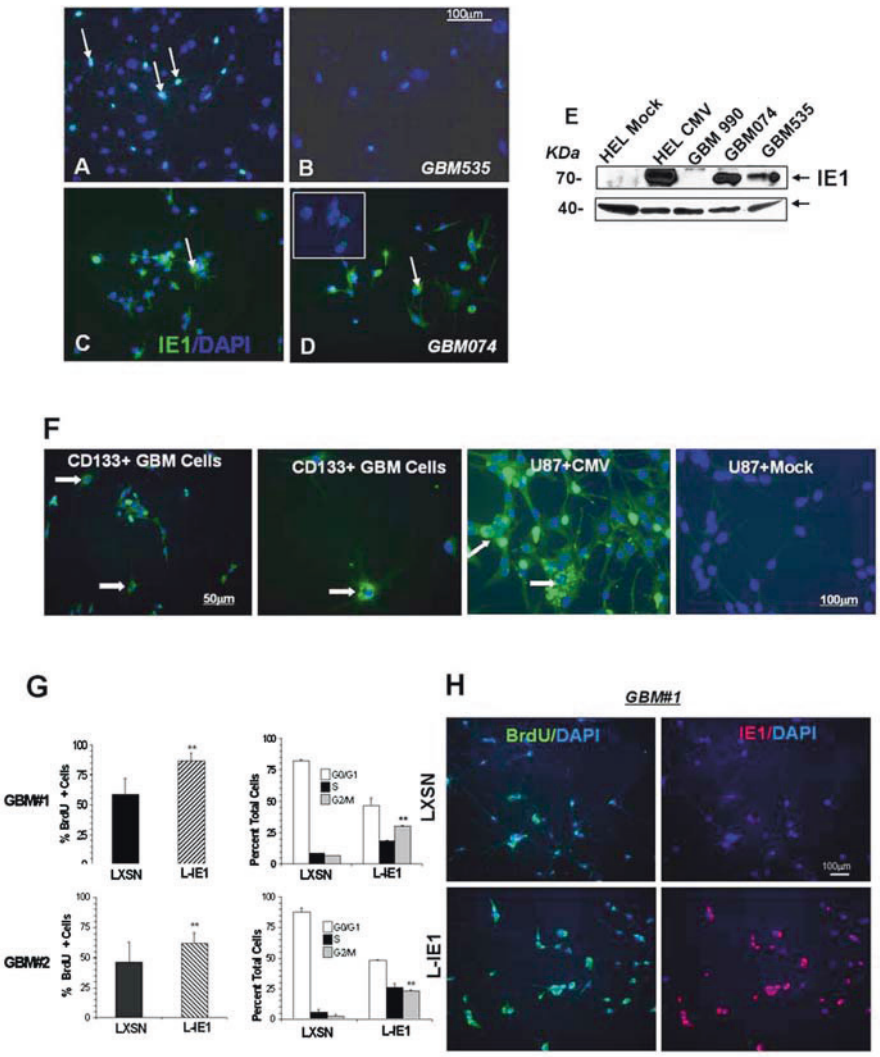 100µm
A
B
GBM535
C
IE1/DAPI
D
GBM074
E
KDa
HEL Mock
HEL CMV
GBM 990
GBM074
GBM535
70-
IE1
40-
F
CD133+ GBM Cells
50µm
CD133+ GBM Cells
U87+CMV
U87+Mock
100µm
G
GBM#1
% BrdU +Cells
100
75
50
25
0
**
LXSN
L-IE1
Percent Total Cells
100
75
50
25
0
G0/G1
S
G2/M
**
LXSN
L-IE1
GBM#2
% BrdU +Cells
100
75
50
25
0
**
LXSN
L-IE1
Percent Total Cells
100
75
50
25
0
G0/G1
S
G2/M
**
LXSN
L-IE1
H
GBM#1
BrdU/DAPI
IE1/DAPI
LXSN
100µm
L-IE1